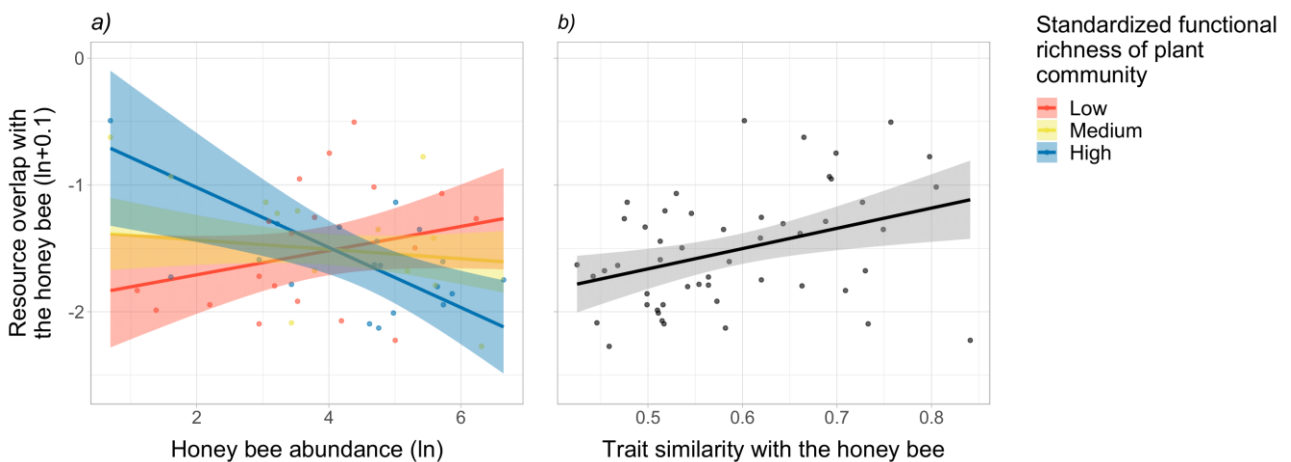 a)
b)
Standardized functional
richness of plant
community
Low
Medium
High
Resource overlap with
the honey bee (ln+0.1)
0
-1
-2
2
4
6
0.5
0.6
0.7
0.8
Honey bee abundance (ln)
Trait similarity with the honey bee